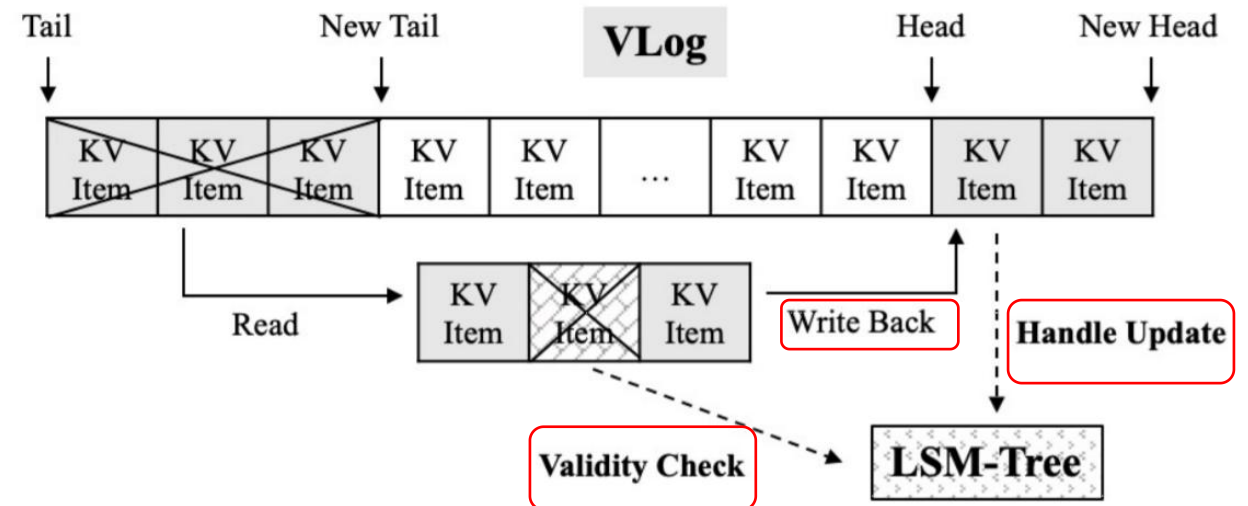 Tail
New Tail
VLog
Head
New Head
KV
Item
KV
Item
KV
Item
KV
Item
KV
Item
...
KV
Item
KV
Item
KV
Item
KV
Item
Read
KV
Item
KV
Item
KV
Item
Write Back
Handle Update
Validity Check
LSM-Tree